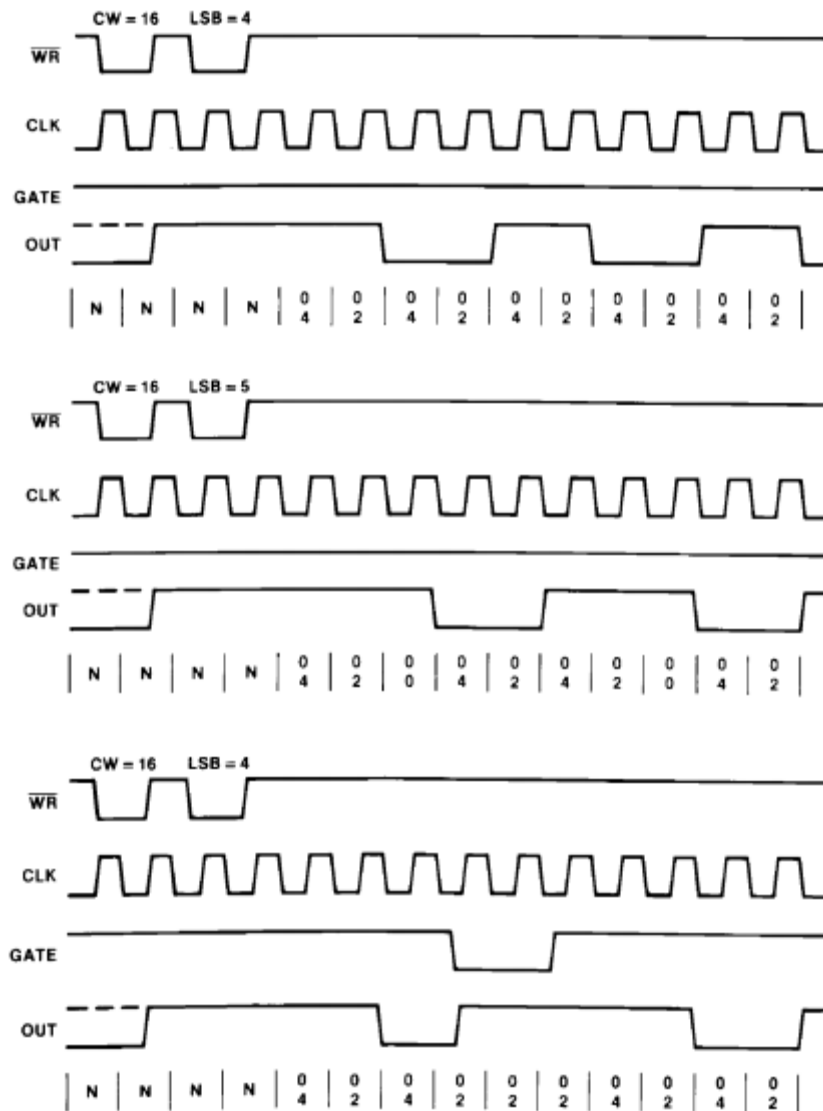 CW = 16 LSB = 4
WR
CLK
GATE
OUT
N N N N 0 0 0 0 0 0 0 0 0 0
4 2 4 2 4 2 4 2 4 2
CW = 16 LSB = 5
WR
CLK
GATE
OUT
N N N N 0 0 0 0 0 0 0 0 0 0
4 2 0 4 2 4 2 0 4 2
CW = 16 LSB = 4
WR
CLK
GATE
OUT
N N N N 0 0 0 0 0 0 0 0 0 0
4 2 4 2 2 2 4 2 4 2